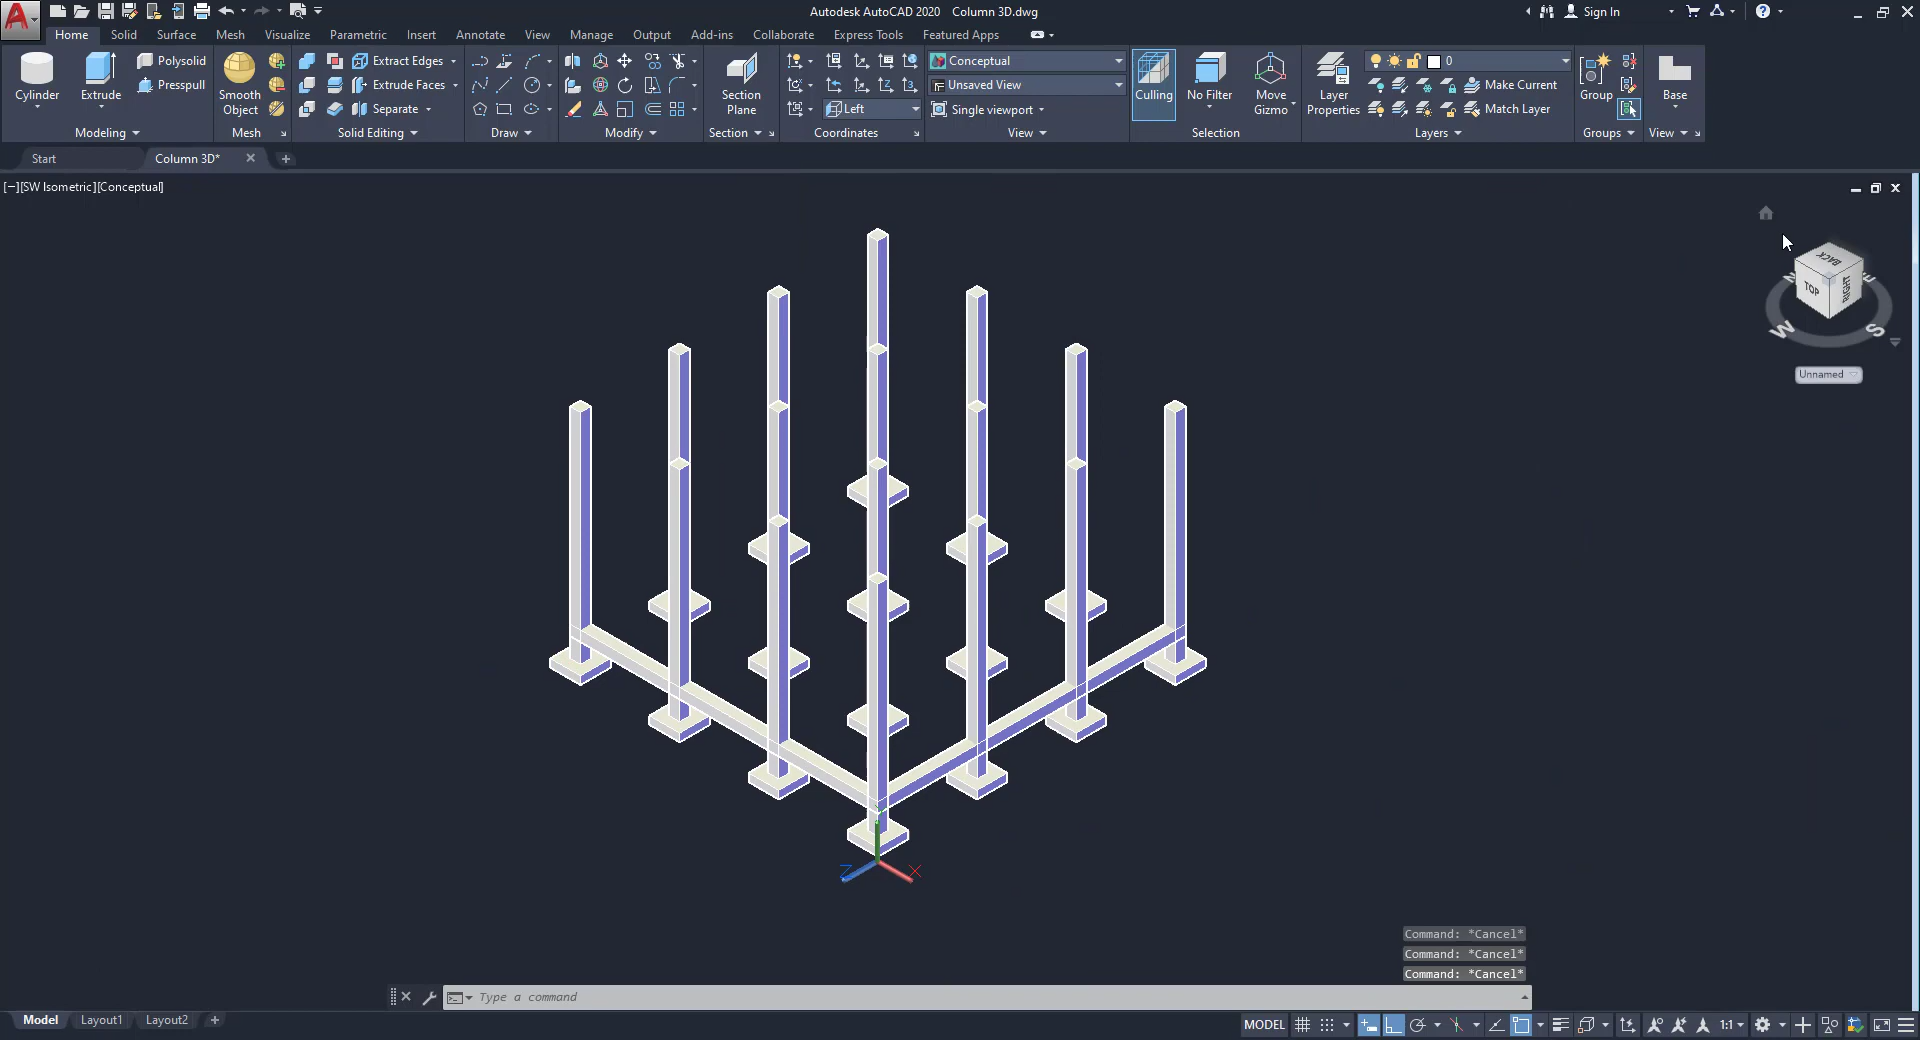 Autodesk AutoCAD 2020 Column 3D.dwg
Sign In
Home Solid Surface Mesh Visualize Parametric Insert Annotate View Manage Output Add-ins Collaborate Express Tools Featured Apps
Cylinder
Extrude
Polysolid
Presspull
Modeling
Smooth
Object
Mesh
Extract Edges
Extrude Faces
Separate
Solid Editing
Draw
Modify
Section
Plane
Section
Left
Coordinates
Conceptual
Unsaved View
Single viewport
View
Culling
No Filter
Move
Gizmo
Selection
Layer
Properties
0
Make Current
Match Layer
Layers
Group
Groups
Base
View
Start
Column 3D*
[−][SW Isometric][Conceptual]
BACK
TOP
RIGHT
W
S
Unnamed
Z
X
Command: *Cancel*
Command: *Cancel*
Command: *Cancel*
Type a command
Model Layout1 Layout2
MODEL
1:1